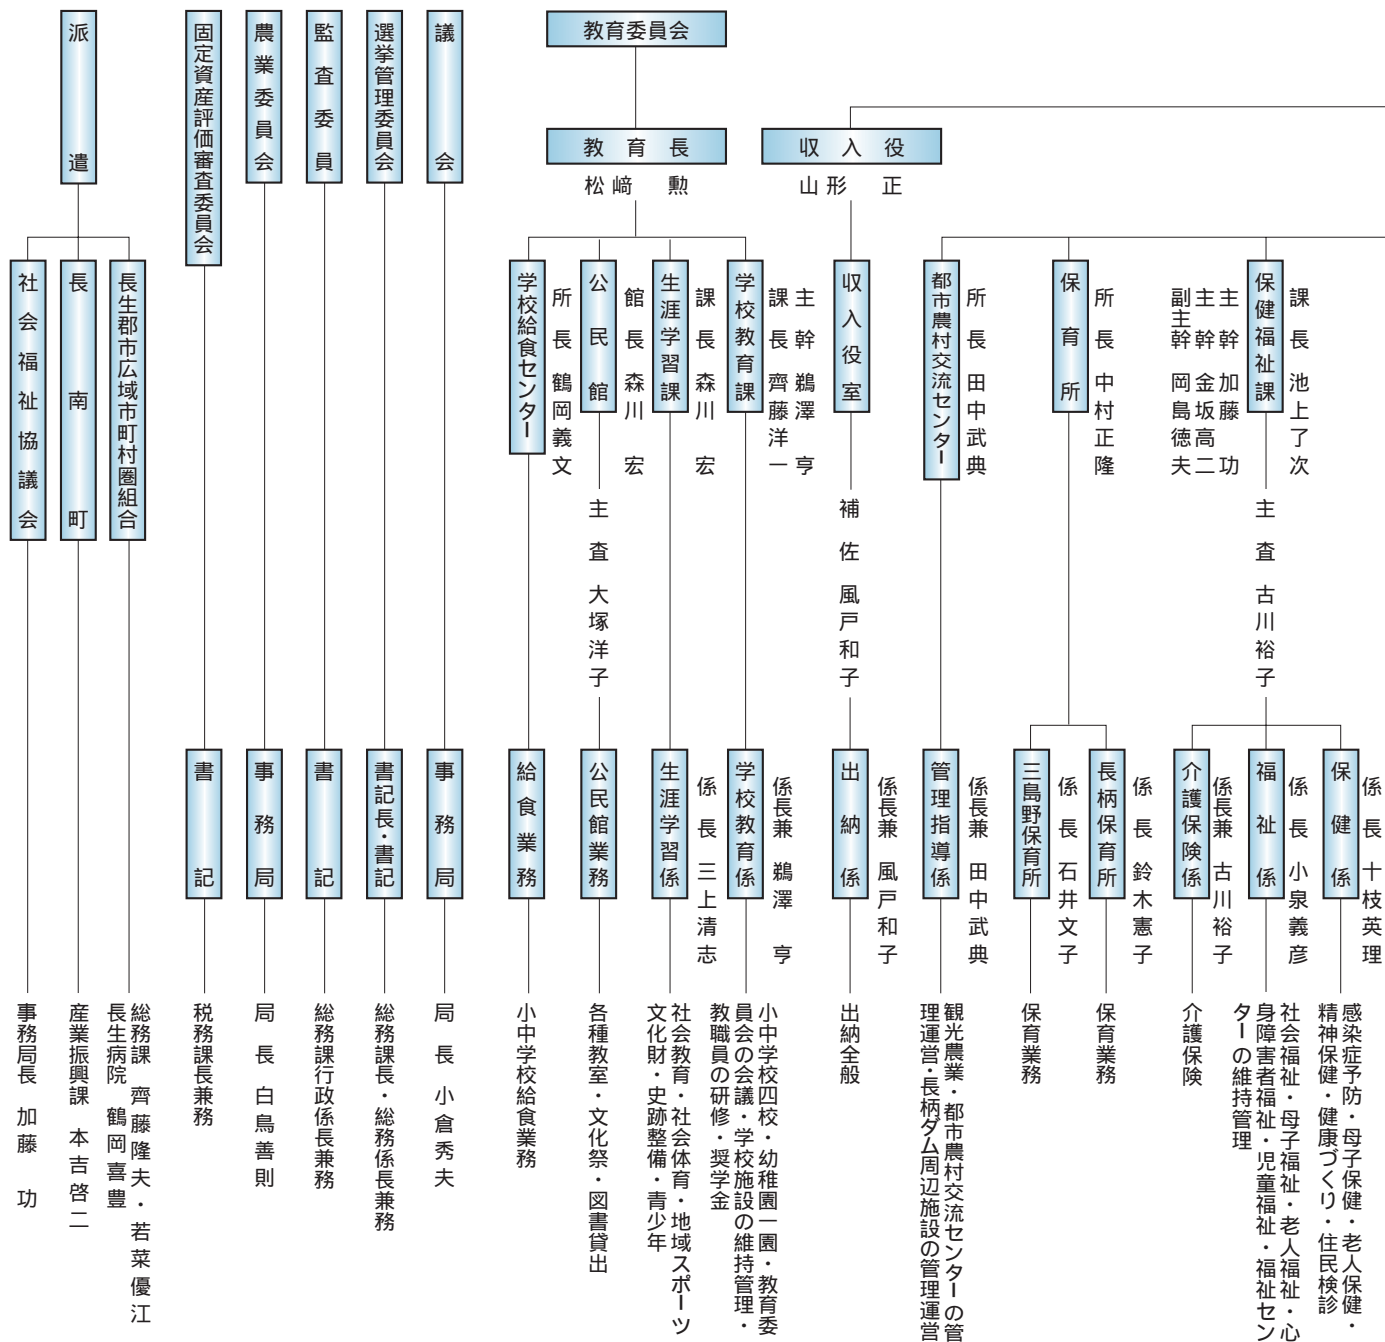 保健福祉課
課長 池上了次
主幹 加藤 功
主幹 金坂高二
副主幹 岡島徳夫
主査 古川裕子
保健係
係長 十枝英理
感染症予防・母子保健・老人保健・
精神保健・健康づくり・住民検診
福祉係
係長 小泉義彦
社会福祉・母子福祉・老人福祉・心
身障害者福祉・児童福祉・福祉セン
ターの維持管理
介護保険係
係長兼 古川裕子
介護保険
保育所
所長 中村正隆
長柄保育所
係長 鈴木憲子
保育業務
三島野保育所
係長 石井文子
保育業務
都市農村交流センター
所長 田中武典
管理指導係
係長兼 田中武典
観光農業・都市農村交流センターの管
理運営・長柄ダム周辺施設の管理運営
収入役
山形 正
収入役室
補佐 風戸和子
出納係
係長兼 風戸和子
出納全般
教育委員会
教育長
松﨑 勲
学校教育課
主幹 鵜澤 亨
課長 齊藤洋一
学校教育係
係長兼 鵜澤 亨
小中学校四校・幼稚園一園・教育委
員会の会議・学校施設の維持管理・
教職員の研修・奨学金
生涯学習課
課長 森川 宏
生涯学習係
係長 三上清志
社会教育・社会体育・地域スポーツ
文化財・史跡整備・青少年
公民館
館長 森川 宏
主査 大塚洋子
公民館業務
各種教室・文化祭・図書貸出
学校給食センター
所長 鶴岡義文
給食業務
小中学校給食業務
議会
事務局
局長 小倉秀夫
選挙管理委員会
書記長・書記
総務課長・総務係長兼務
監査委員
書記
総務課行政係長兼務
農業委員会
事務局
局長 白鳥善則
固定資産評価審査委員会
書記
税務課長兼務
派遣
長生郡市広域市町村圏組合
総務課 齊藤隆夫・若菜優江
長生病院 鶴岡喜豊
長南町
産業振興課 本吉啓二
社会福祉協議会
事務局長 加藤 功